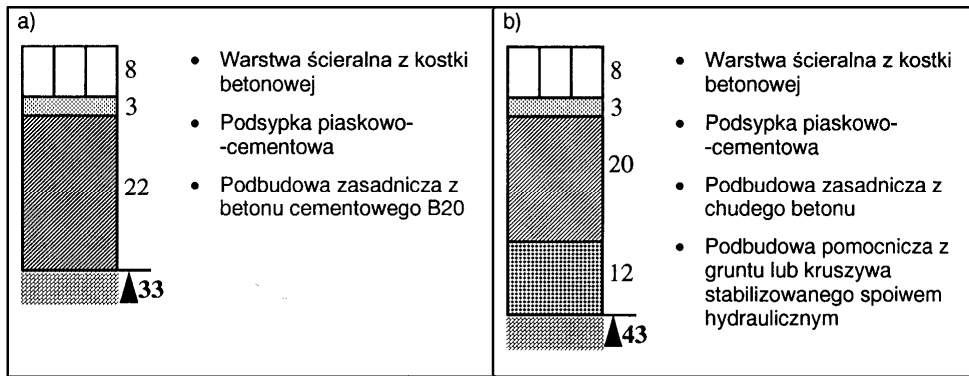 a)
8
3
22
33
• Warstwa ścieralna z kostki
betonowej
• Podsypka piaskowo-
-cementowa
• Podbudowa zasadnicza z
betonu cementowego B20
b)
8
3
20
12
43
• Warstwa ścieralna z kostki
betonowej
• Podsypka piaskowo-
-cementowa
• Podbudowa zasadnicza z
chudego betonu
• Podbudowa pomocnicza z
gruntu lub kruszywa
stabilizowanego spoiwem
hydraulicznym